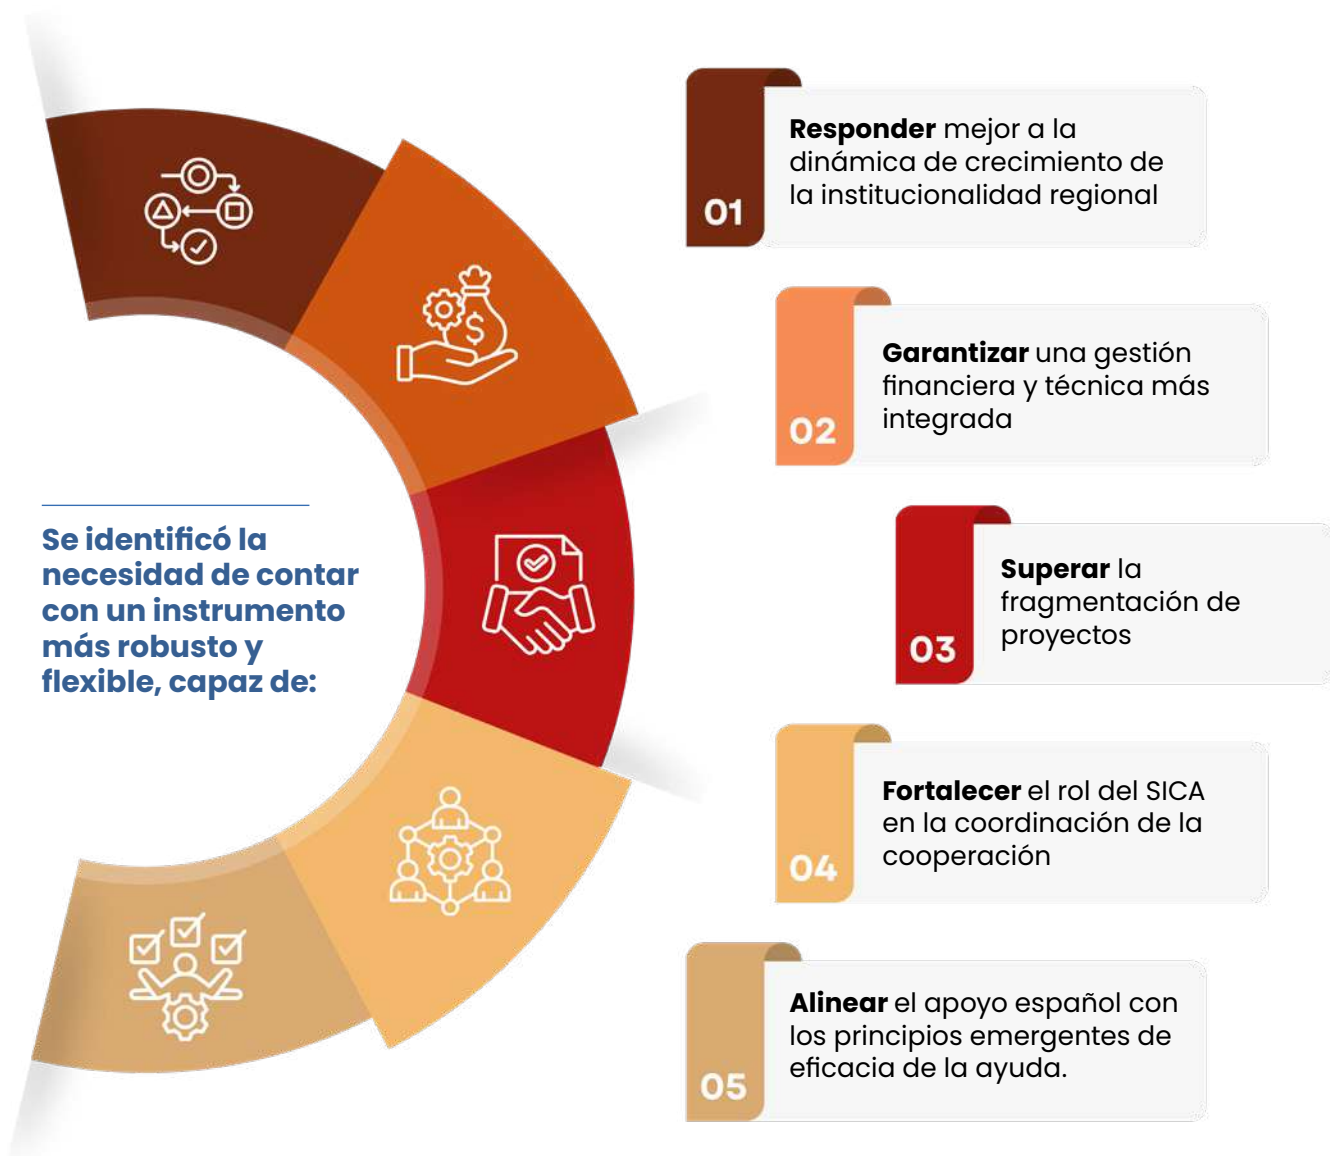 Se identificó la
necesidad de contar
con un instrumento
más robusto y
flexible, capaz de:
01
Responder mejor a la
dinámica de crecimiento de
la institucionalidad regional
02
Garantizar una gestión
financiera y técnica más
integrada
03
Superar la
fragmentación de
proyectos
04
Fortalecer el rol del SICA
en la coordinación de la
cooperación
05
Alinear el apoyo español con
los principios emergentes de
eficacia de la ayuda.
$